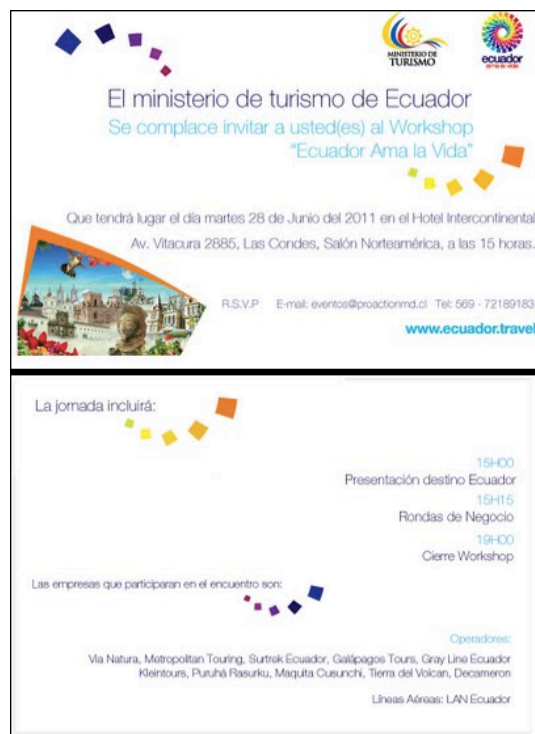 MINISTERIO DE
TURISMO
ecuador
ama la vida
El ministerio de turismo de Ecuador
Se complace invitar a usted(es) al Workshop
“Ecuador Ama la Vida”
Que tendrá lugar el día martes 28 de Junio del 2011 en el Hotel Intercontinental
Av. Vitacura 2885, Las Condes, Salón Norteamérica, a las 15 horas.
R.S.V.P E-mail: eventos@proactionmd.cl Tel: 569 - 72189183
www.ecuador.travel
La jornada incluirá:
15H00
Presentación destino Ecuador
15H15
Rondas de Negocio
19H00
Cierre Workshop
Las empresas que participaran en el encuentro son:
Operadores:
Via Natura, Metropolitan Touring, Surtrek Ecuador, Galápagos Tours, Gray Line Ecuador
Kleintours, Puruhá Rasurku, Maquita Cusunchi, Tierra del Volcan, Decameron
Líneas Aéreas: LAN Ecuador